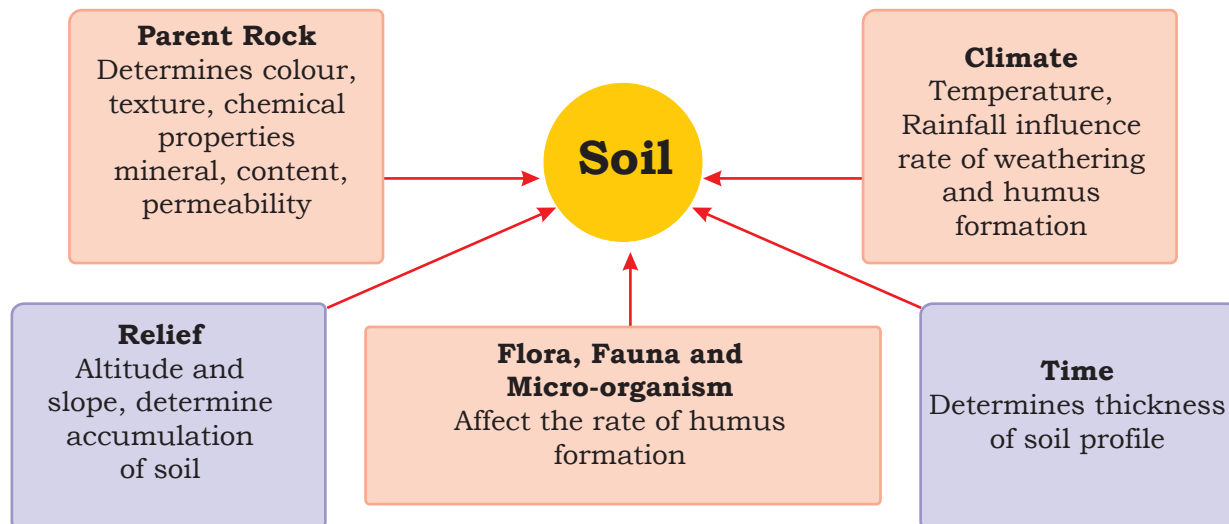 Parent Rock
Determines colour,
texture, chemical
properties
mineral, content,
permeability
Soil
Climate
Temperature,
Rainfall influence
rate of weathering
and humus
formation
Relief
Altitude and
slope, determine
accumulation
of soil
Flora, Fauna and
Micro-organism
Affect the rate of humus
formation
Time
Determines thickness
of soil profile